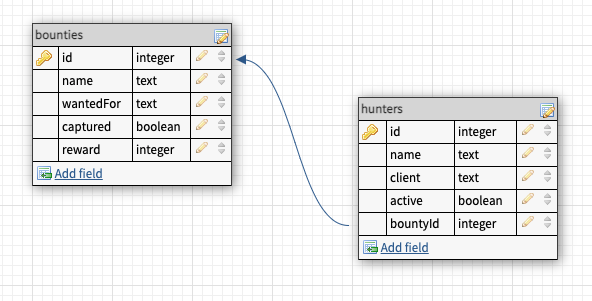 bounties
id integer
name text
wantedFor text
captured boolean
reward integer
Add field
hunters
id integer
name text
client text
active boolean
bountyId integer
Add field